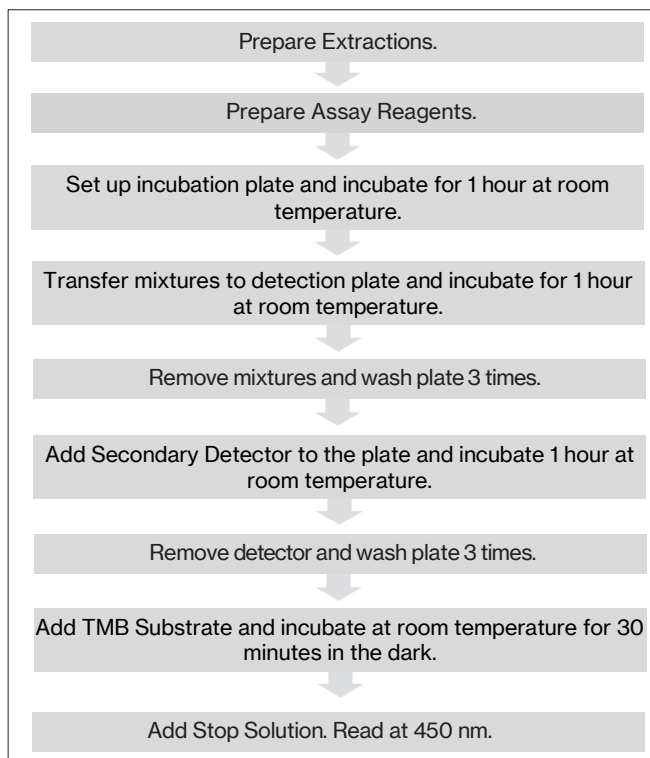 Prepare Extractions.
Prepare Assay Reagents.
Set up incubation plate and incubate for 1 hour at room
temperature.
Transfer mixtures to detection plate and incubate for 1 hour
at room temperature.
Remove mixtures and wash plate 3 times.
Add Secondary Detector to the plate and incubate 1 hour at
room temperature.
Remove detector and wash plate 3 times.
Add TMB Substrate and incubate at room temperature for 30
minutes in the dark.
Add Stop Solution. Read at 450 nm.